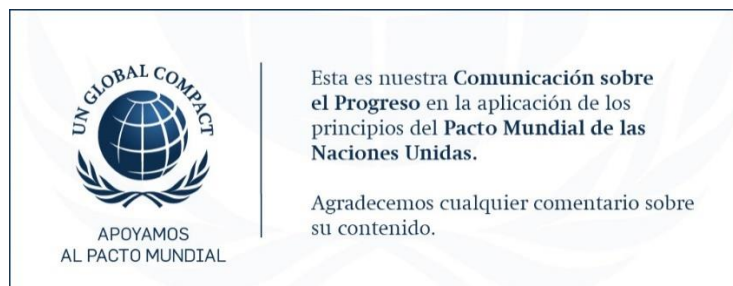 UN GLOBAL COMPACT
APOYAMOS
AL PACTO MUNDIAL
Esta es nuestra Comunicación sobre
el Progreso en la aplicación de los
principios del Pacto Mundial de las
Naciones Unidas.
Agradecemos cualquier comentario sobre
su contenido.